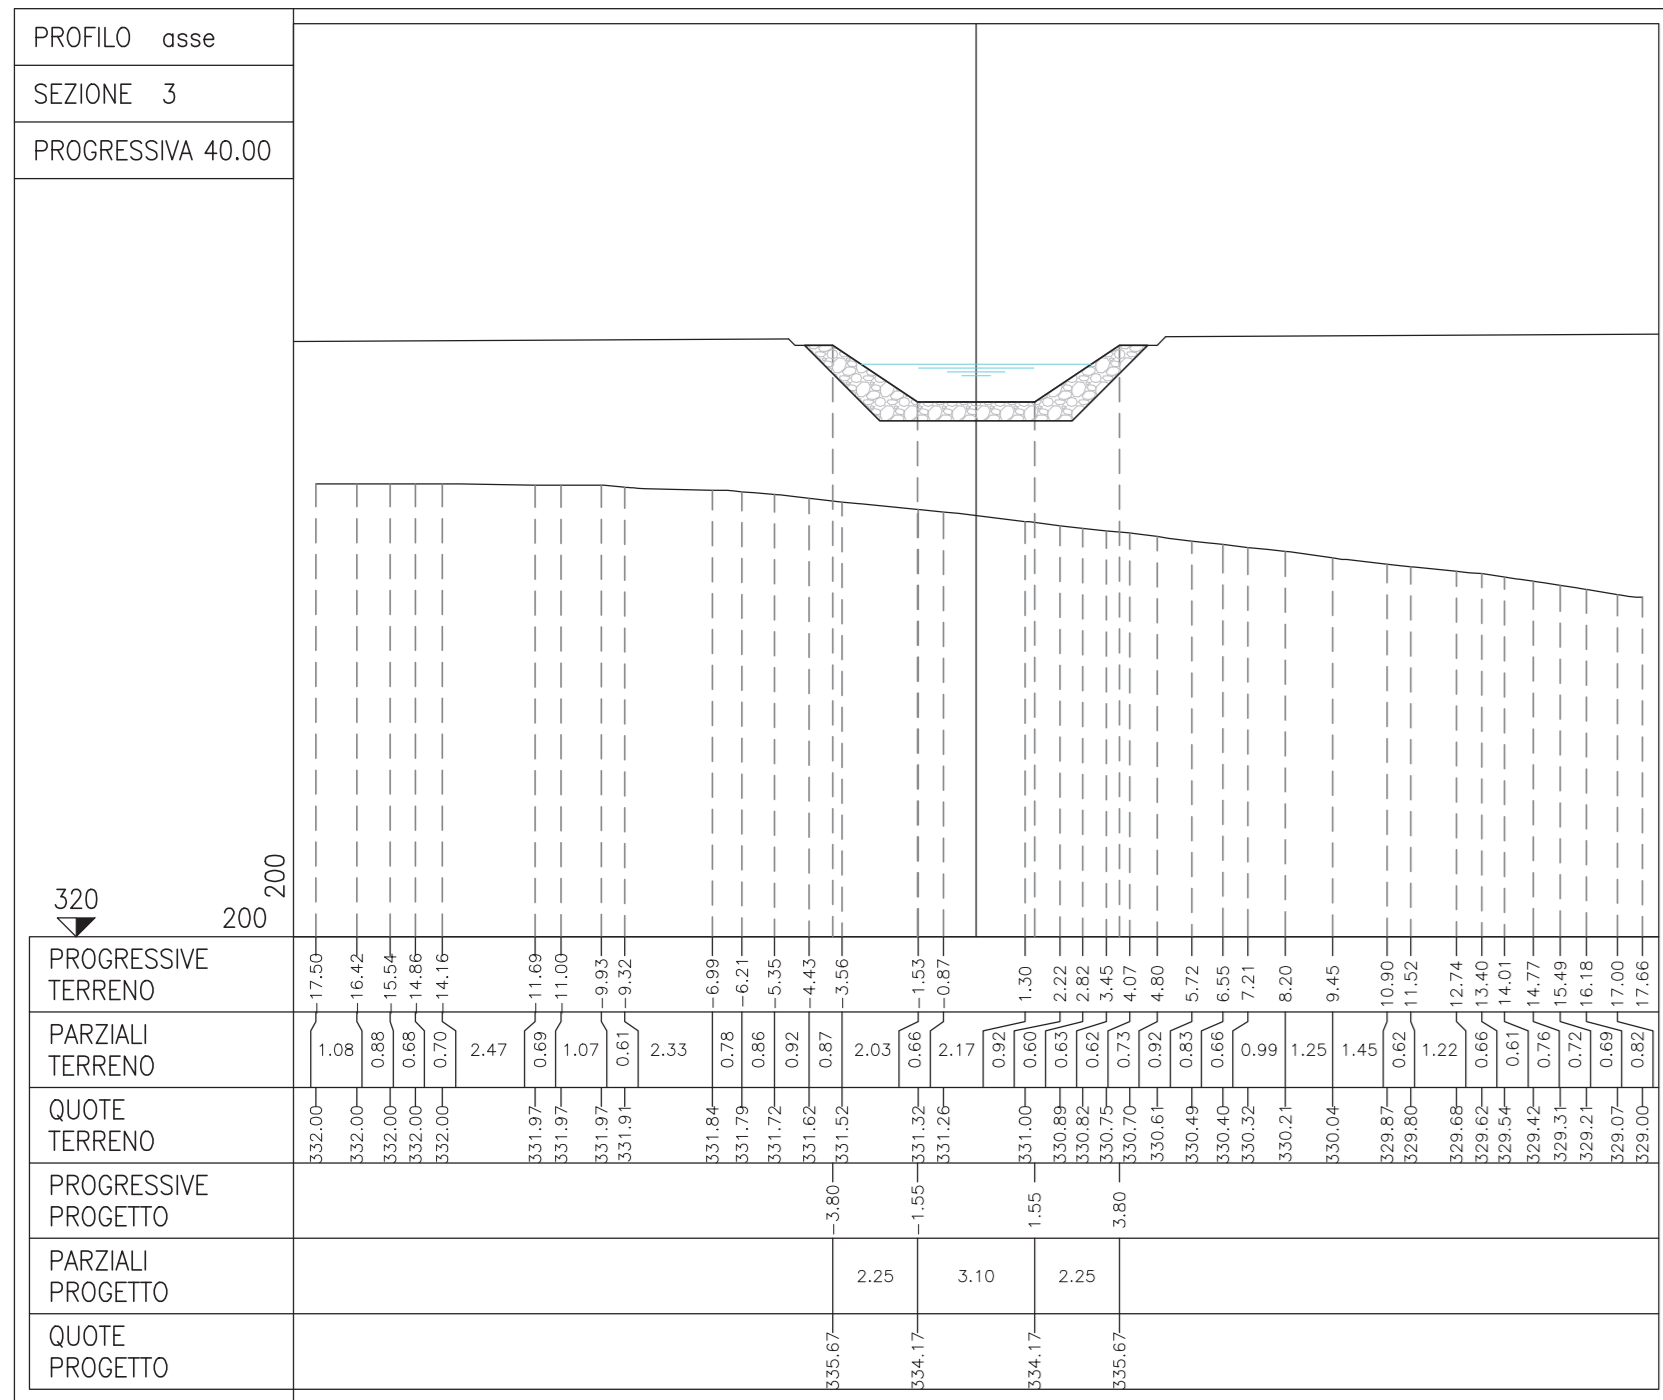 PROFILO asse
SEZIONE 3
PROGRESSIVA 40.00
200
320
200
PROGRESSIVE TERRENO
-17.50 -16.42 -15.54 -14.86 -14.16 -11.69 -11.00 -9.93 -9.32 -6.99 -6.21 -5.35 -4.43 -3.56 -1.53 -0.87 1.30 2.22 2.82 3.45 4.07 4.80 5.72 6.55 7.21 8.20 9.45 10.90 11.52 12.74 13.40 14.01 14.77 15.49 16.18 17.00 17.66
PARZIALI TERRENO
1.08 0.88 0.68 0.70 2.47 0.69 1.07 0.61 2.33 0.78 0.86 0.92 0.87 2.03 0.66 2.17 0.92 0.60 0.63 0.62 0.73 0.92 0.83 0.66 0.99 1.25 1.45 0.62 1.22 0.66 0.61 0.76 0.72 0.69 0.82
QUOTE TERRENO
332.00 332.00 332.00 332.00 332.00 331.97 331.97 331.97 331.91 331.84 331.79 331.72 331.62 331.52 331.32 331.26 331.00 330.89 330.82 330.75 330.70 330.61 330.49 330.40 330.32 330.21 330.04 329.87 329.80 329.68 329.62 329.54 329.42 329.31 329.21 329.07 329.00
PROGRESSIVE PROGETTO
-3.80 -1.55 1.55 3.80
PARZIALI PROGETTO
2.25 3.10 2.25
QUOTE PROGETTO
335.67 334.17 334.17 335.67